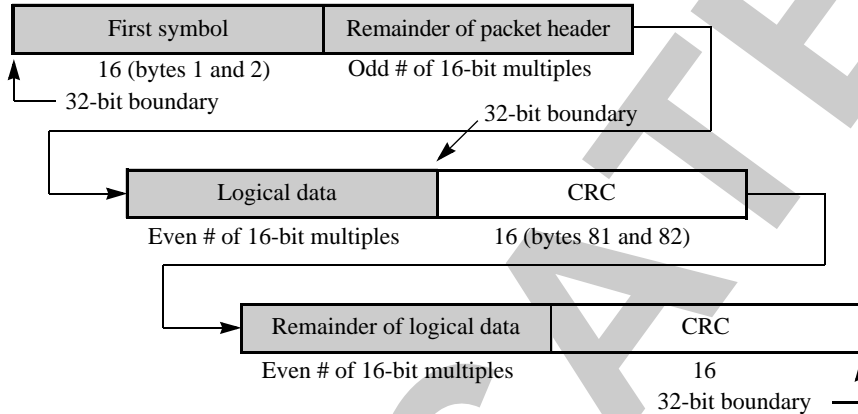 First symbol Remainder of packet header
16 (bytes 1 and 2) Odd # of 16-bit multiples
32-bit boundary
32-bit boundary
Logical data CRC
Even # of 16-bit multiples 16 (bytes 81 and 82)
Remainder of logical data CRC
Even # of 16-bit multiples 16
32-bit boundary